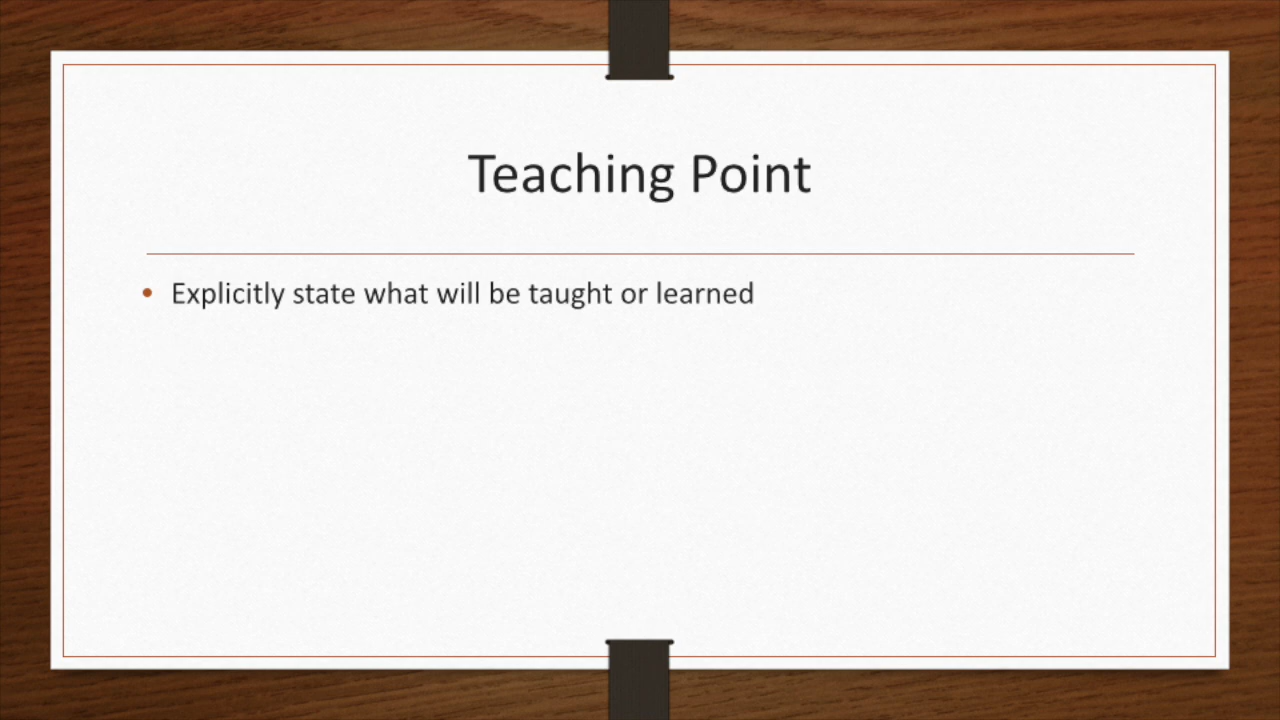 Teaching Point
• Explicitly state what will be taught or learned